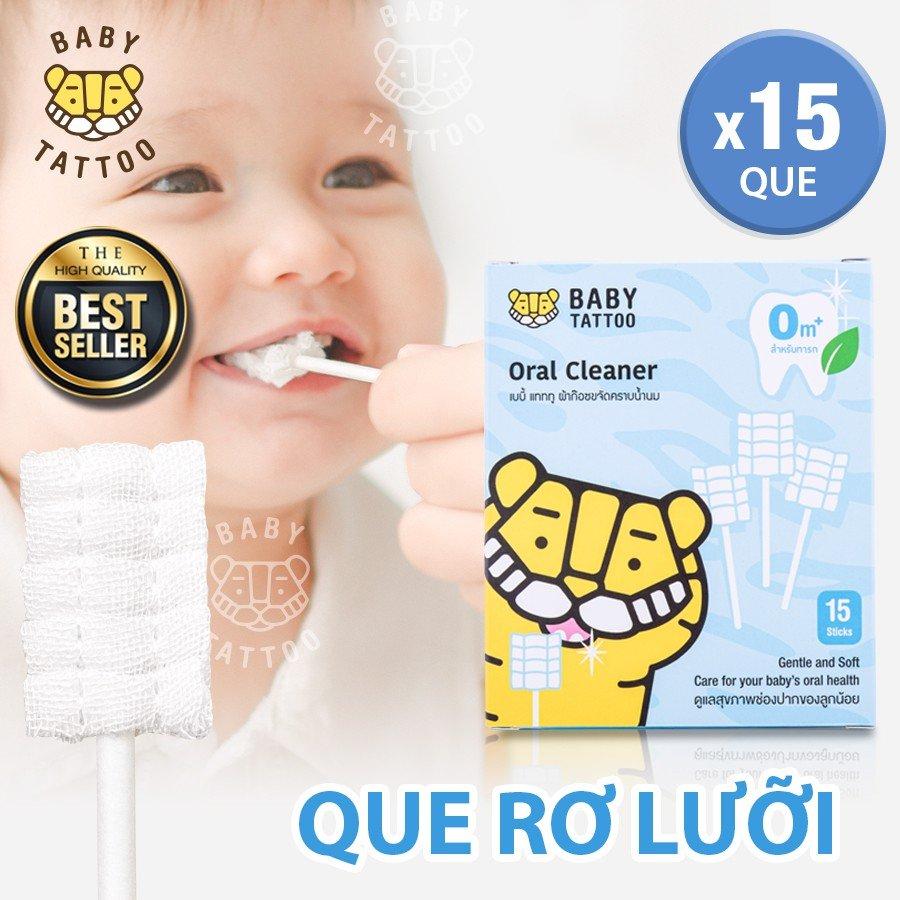 BABY
TATTOO
BABY
TATTOO
x15
QUE
THE
HIGH QUALITY
BEST
SELLER
BABY
TATTOO
0m+
สำหรับทารก
Oral Cleaner
เบบี้ แทททู ผ้าก๊อซขจัดคราบน้ำนม
15
Sticks
Gentle and Soft
Care for your baby's oral health
ดูแลสุขภาพช่องปากของลูกน้อย
BABY
TATTOO
QUE RƠ LƯỠI